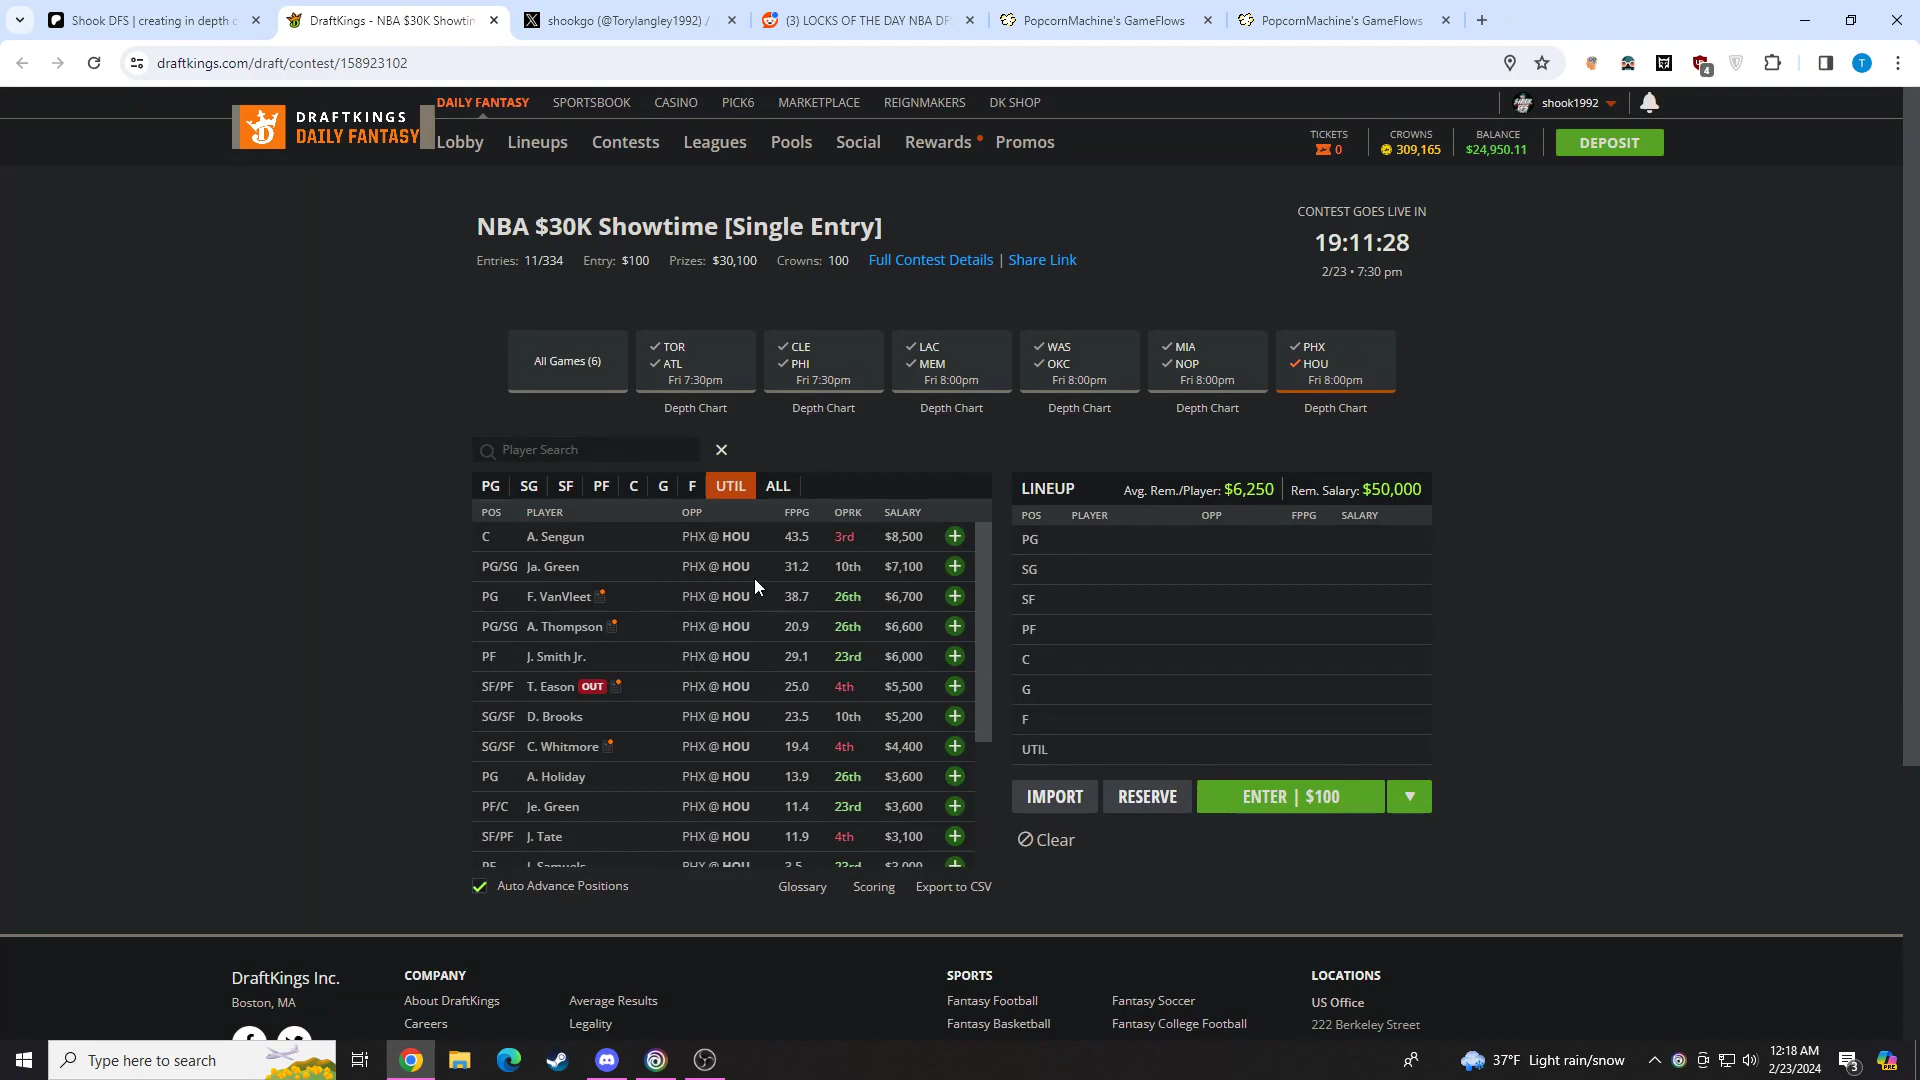 Shook DFS | creating in depth c
DraftKings - NBA $30K Showtin
shookgo (@Torylangley1992) /
(3) LOCKS OF THE DAY NBA DF
PopcornMachine's GameFlows
PopcornMachine's GameFlows
draftkings.com/draft/contest/158923102
4
T
DRAFTKINGS
DAILY FANTASY
DAILY FANTASY SPORTSBOOK CASINO PICK6 MARKETPLACE REIGNMAKERS DK SHOP
shook1992
Lobby Lineups Contests Leagues Pools Social Rewards Promos
TICKETS
0
CROWNS
309,165
BALANCE
$24,950.11
DEPOSIT
NBA $30K Showtime [Single Entry]
Entries: 11/334 Entry: $100 Prizes: $30,100 Crowns: 100 Full Contest Details | Share Link
CONTEST GOES LIVE IN
19:11:28
2/23 • 7:30 pm
All Games (6)
TOR
ATL
Fri 7:30pm
Depth Chart
CLE
PHI
Fri 7:30pm
Depth Chart
LAC
MEM
Fri 8:00pm
Depth Chart
WAS
OKC
Fri 8:00pm
Depth Chart
MIA
NOP
Fri 8:00pm
Depth Chart
PHX
HOU
Fri 8:00pm
Depth Chart
Player Search
PG SG SF PF C G F UTIL ALL
POS PLAYER OPP FPPG OPRK SALARY
C A. Sengun PHX @ HOU 43.5 3rd $8,500
PG/SG Ja. Green PHX @ HOU 31.2 10th $7,100
PG F. VanVleet PHX @ HOU 38.7 26th $6,700
PG/SG A. Thompson PHX @ HOU 20.9 26th $6,600
PF J. Smith Jr. PHX @ HOU 29.1 23rd $6,000
SF/PF T. Eason OUT PHX @ HOU 25.0 4th $5,500
SG/SF D. Brooks PHX @ HOU 23.5 10th $5,200
SG/SF C. Whitmore PHX @ HOU 19.4 4th $4,400
PG A. Holiday PHX @ HOU 13.9 26th $3,600
PF/C Je. Green PHX @ HOU 11.4 23rd $3,600
SF/PF J. Tate PHX @ HOU 11.9 4th $3,100
PF J. Samuels PHX @ HOU 3.5 23rd $3,000
Auto Advance Positions
Glossary Scoring Export to CSV
LINEUP Avg. Rem./Player: $6,250 Rem. Salary: $50,000
POS PLAYER OPP FPPG SALARY
PG
SG
SF
PF
C
G
F
UTIL
IMPORT RESERVE ENTER | $100
Clear
DraftKings Inc.
Boston, MA
COMPANY
About DraftKings
Careers
Average Results
Legality
SPORTS
Fantasy Football
Fantasy Basketball
Fantasy Soccer
Fantasy College Football
LOCATIONS
US Office
222 Berkeley Street
Type here to search
37°F Light rain/snow
12:18 AM
2/23/2024
3
PRE